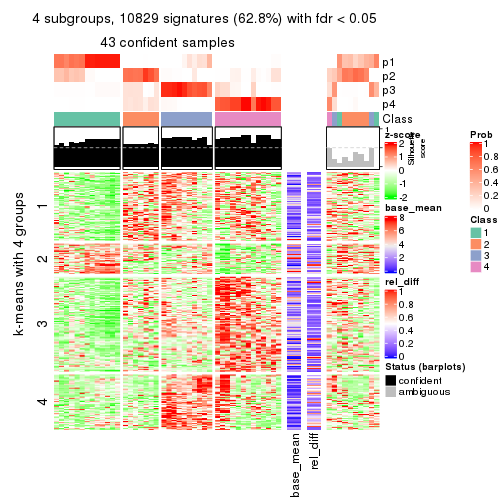 4 subgroups, 10829 signatures (62.8%) with fdr < 0.05
43 confident samples
p1
p2
p3
p4
Class
1
Silhouette
score
k-means with 4 groups
1
2
3
4
base_mean
rel_diff
z-score
2
1
0
-1
-2
base_mean
8
6
4
2
0
rel_diff
1
0.8
0.6
0.4
0.2
0
Status (barplots)
confident
ambiguous
Prob
1
0.8
0.6
0.4
0.2
0
Class
1
2
3
4